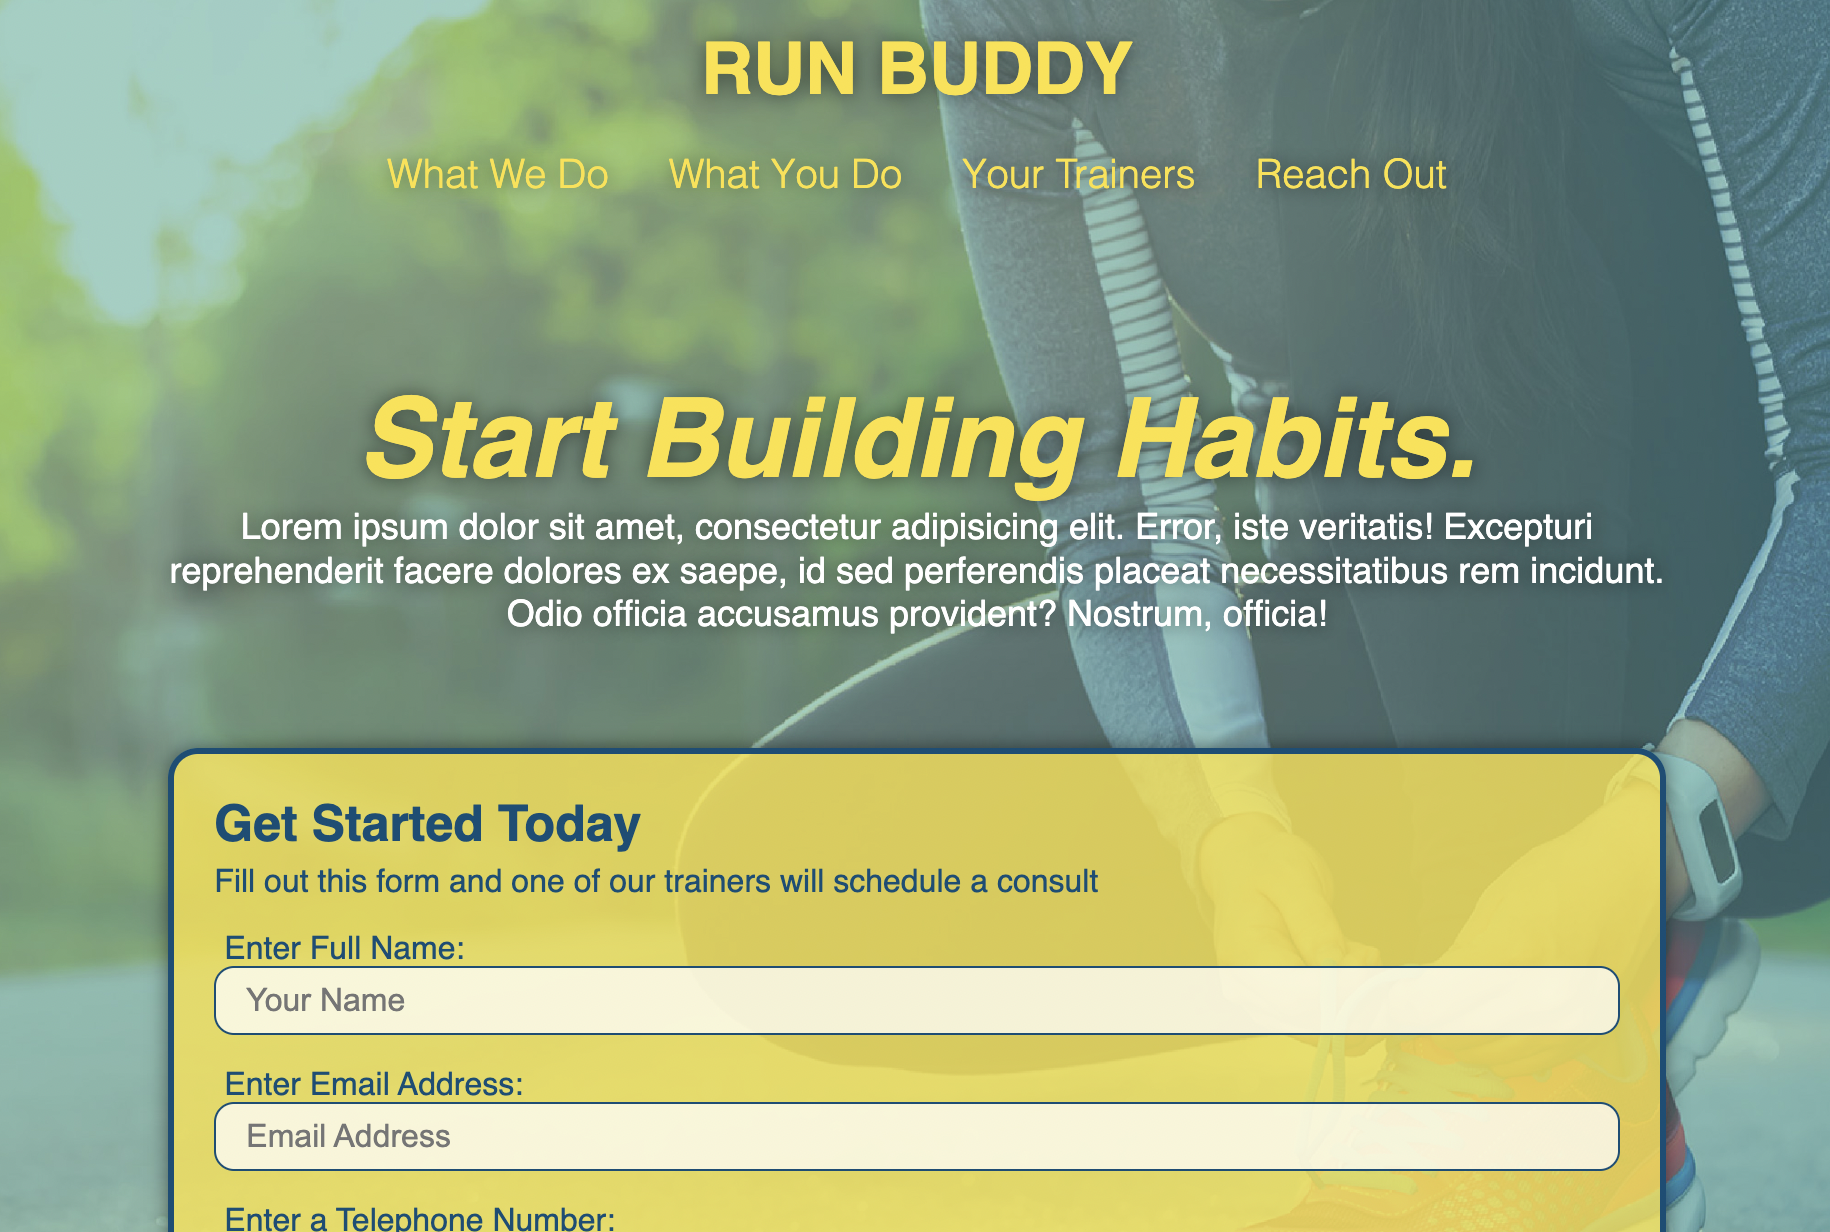 RUN BUDDY
What We Do What You Do Your Trainers Reach Out
Start Building Habits.
Lorem ipsum dolor sit amet, consectetur adipisicing elit. Error, iste veritatis! Excepturi
reprehenderit facere dolores ex saepe, id sed perferendis placeat necessitatibus rem incidunt.
Odio officia accusamus provident? Nostrum, officia!
Get Started Today
Fill out this form and one of our trainers will schedule a consult
Enter Full Name:
Your Name
Enter Email Address:
Email Address
Enter a Telephone Number: